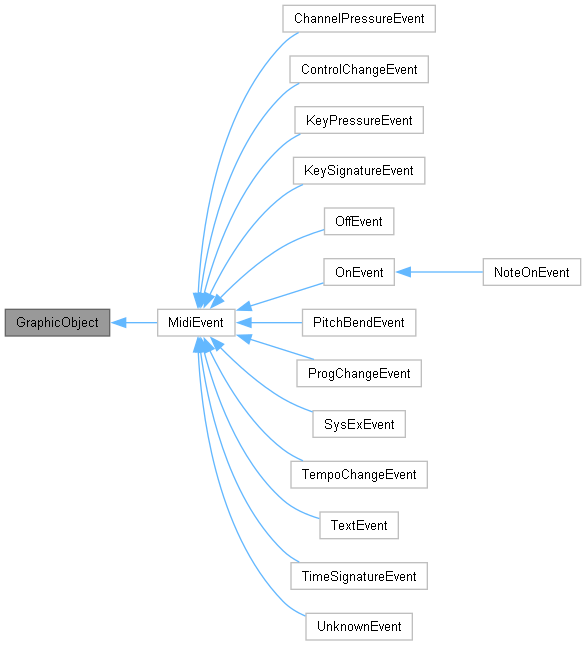 ChannelPressureEvent
ControlChangeEvent
KeyPressureEvent
KeySignatureEvent
OffEvent
OnEvent
NoteOnEvent
GraphicObject
MidiEvent
PitchBendEvent
ProgChangeEvent
SysExEvent
TempoChangeEvent
TextEvent
TimeSignatureEvent
UnknownEvent